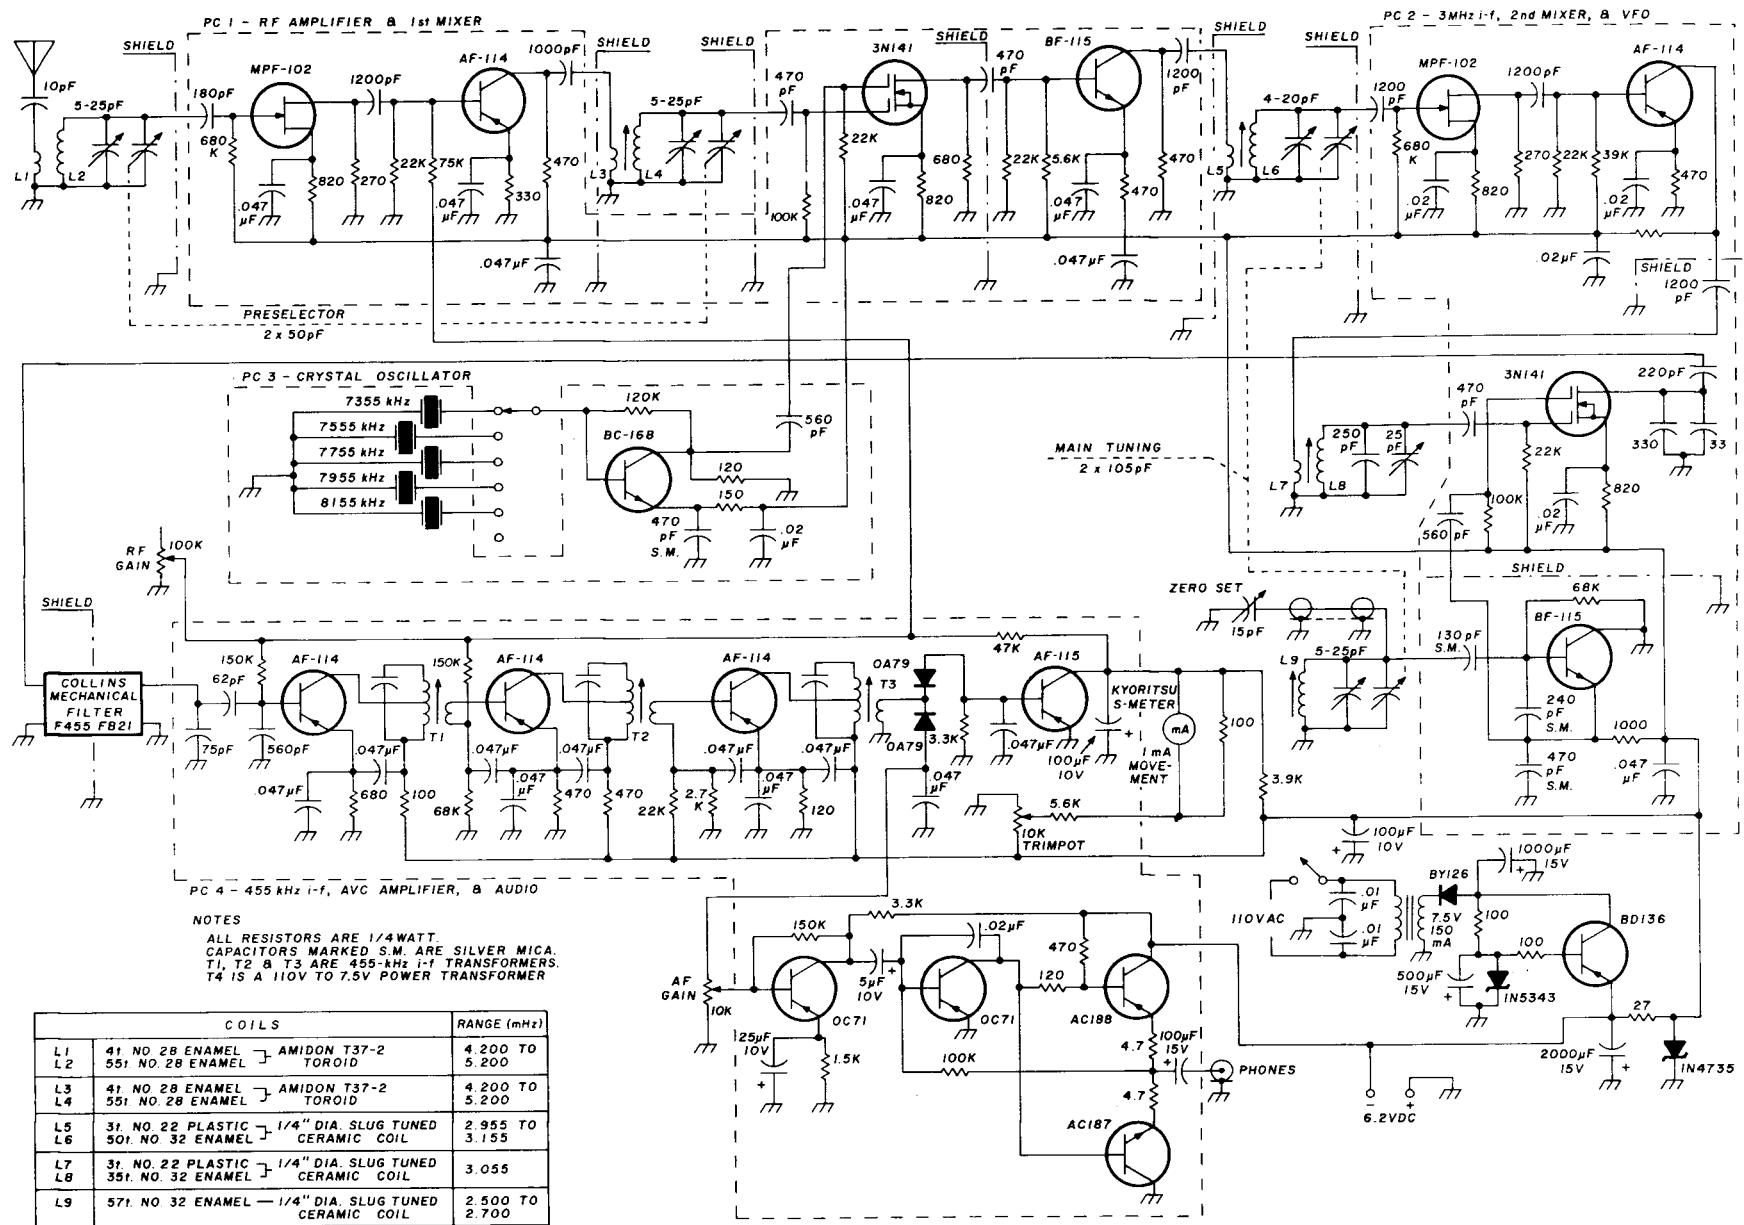 PC 1 - RF AMPLIFIER & 1st MIXER
PC 2 - 3MHz i-f, 2nd MIXER, & VFO
SHIELD
10pF
5-25pF
180pF
MPF-102
1200pF
AF-114
1000pF
SHIELD
SHIELD
5-25pF
470
pF
3N141
SHIELD
470
pF
BF-115
1200
pF
SHIELD
SHIELD
4-20pF
1200
pF
MPF-102
1200pF
AF-114
L1
L2
680
K
.047
µF
820
270
22K
75K
.047
µF
330
470
L3
L4
100K
22K
.047
µF
820
680
22K
5.6K
.047
µF
470
470
L5
L6
680
K
.02
µF
820
270
22K
39K
.02
µF
470
.047µF
.047µF
.02µF
SHIELD
1200
pF
PRESELECTOR
2 x 50pF
PC 3 - CRYSTAL OSCILLATOR
7355 kHz
7555 kHz
7755 kHz
7955 kHz
8155 kHz
120K
BC-168
120
150
470
pF
S.M.
.02
µF
560
pF
MAIN TUNING
2 x 105pF
L7
L8
250
pF
25
pF
470
pF
3N141
220pF
330
33
22K
100K
.02
µF
820
560pF
RF
GAIN
100K
SHIELD
COLLINS
MECHANICAL
FILTER
F455 F821
75pF
62pF
150K
560pF
AF-114
.047µF
.047µF
680
100
T1
150K
68K
.047µF
.047
µF
AF-114
.047µF
470
470
T2
22K
2.7
K
.047µF
.047
µF
AF-114
.047µF
120
T3
OA79
OA79
3.3K
.047
µF
47K
AF-115
.047µF
100µF
10V
KYORITSU
S-METER
mA
1 mA
MOVE-
MENT
100
3.9K
5.6K
10K
TRIMPOT
ZERO SET
15pF
L9
5-25pF
130pF
S.M.
SHIELD
68K
BF-115
240
pF
S.M.
470
pF
S.M.
1000
.047
µF
PC 4 - 455 kHz i-f, AVC AMPLIFIER, & AUDIO
NOTES
ALL RESISTORS ARE 1/4 WATT.
CAPACITORS MARKED S.M. ARE SILVER MICA.
T1, T2 & T3 ARE 455-kHz i-f TRANSFORMERS.
T4 IS A 110V TO 7.5V POWER TRANSFORMER
AF
GAIN
10K
150K
3.3K
OC71
25µF
10V
1.5K
5µF
10V
.02µF
OC71
100K
120
470
AC188
4.7
100µF
15V
PHONES
4.7
AC187
100µF
10V
110VAC
.01
µF
.01
µF
7.5V
150
mA
BY126
1000µF
15V
100
100
BD136
500µF
15V
1N5343
27
2000µF
15V
1N4735
- +
6.2VDC
COILS RANGE (mHz)
L1 4t. NO. 28 ENAMEL AMIDON T37-2 4.200 TO
L2 55t. NO. 28 ENAMEL TOROID 5.200
L3 4t. NO. 28 ENAMEL AMIDON T37-2 4.200 TO
L4 55t. NO. 28 ENAMEL TOROID 5.200
L5 3t. NO. 22 PLASTIC 1/4" DIA. SLUG TUNED 2.955 TO
L6 50t. NO. 32 ENAMEL CERAMIC COIL 3.155
L7 3t. NO. 22 PLASTIC 1/4" DIA. SLUG TUNED 3.055
L8 35t. NO. 32 ENAMEL CERAMIC COIL
L9 57t. NO. 32 ENAMEL — 1/4" DIA. SLUG TUNED 2.500 TO
CERAMIC COIL 2.700